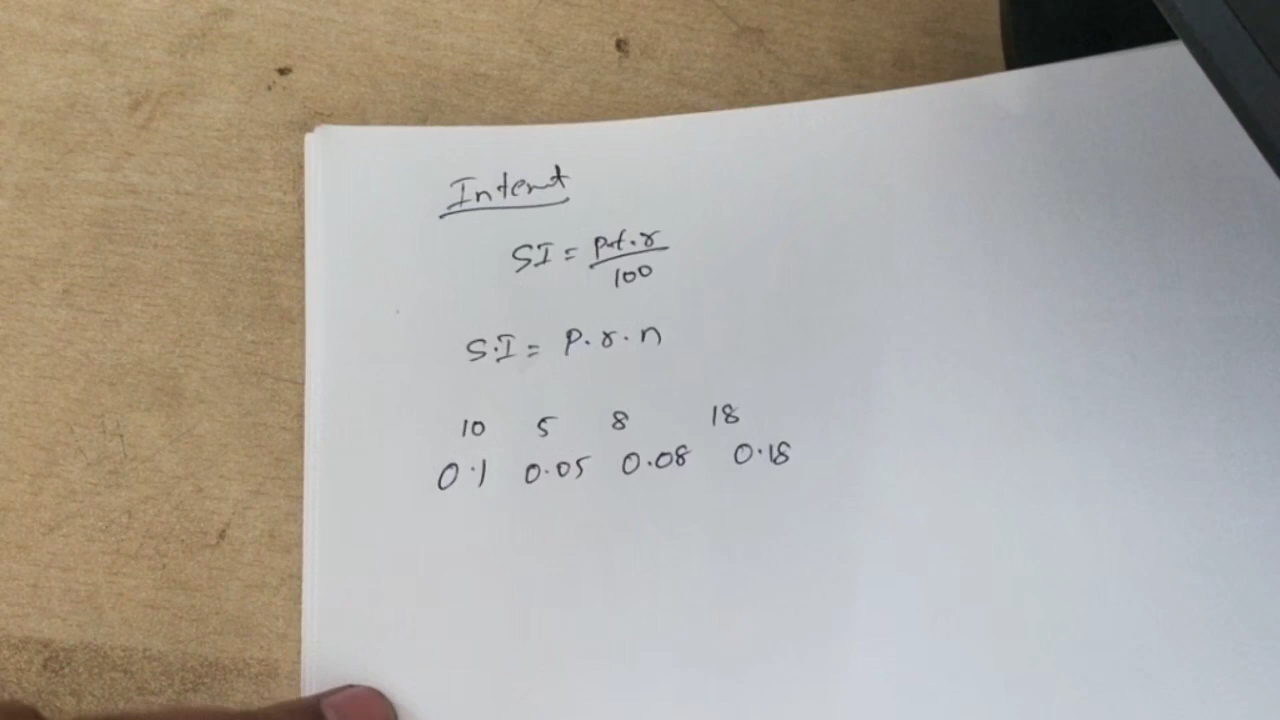 Interest
SI = p.t.r
100
S.I = p.r.n
10 5 8 18
0.1 0.05 0.08 0.18